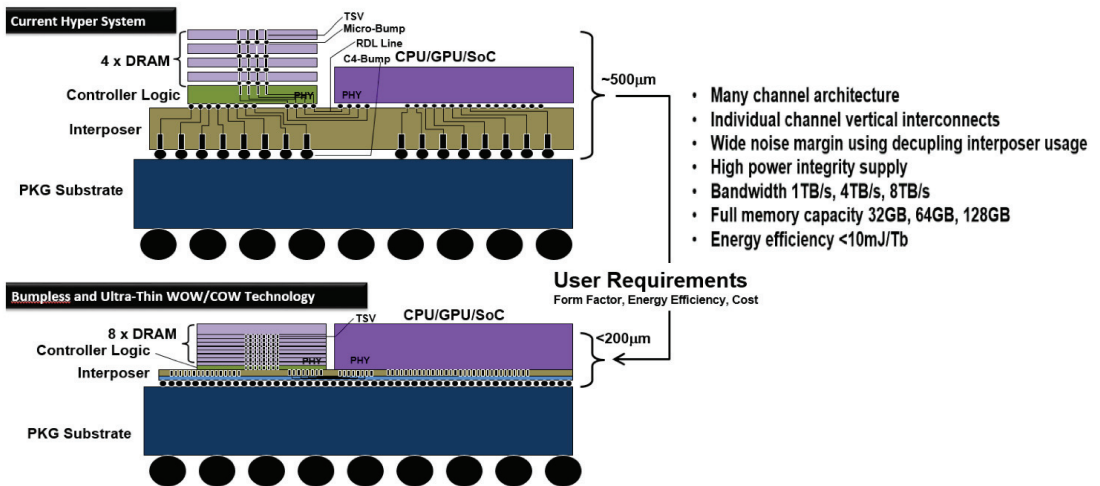 Current Hyper System
TSV
Micro-Bump
RDL Line
C4-Bump
CPU/GPU/SoC
4 x DRAM
Controller Logic
PHY
PHY
Interposer
PKG Substrate
~500μm
• Many channel architecture
• Individual channel vertical interconnects
• Wide noise margin using decupling interposer usage
• High power integrity supply
• Bandwidth 1TB/s, 4TB/s, 8TB/s
• Full memory capacity 32GB, 64GB, 128GB
• Energy efficiency <10mJ/Tb
User Requirements
Form Factor, Energy Efficiency, Cost
Bumpless and Ultra-Thin WOW/COW Technology
TSV
CPU/GPU/SoC
8 x DRAM
Controller Logic
PHY
PHY
Interposer
<200μm
PKG Substrate